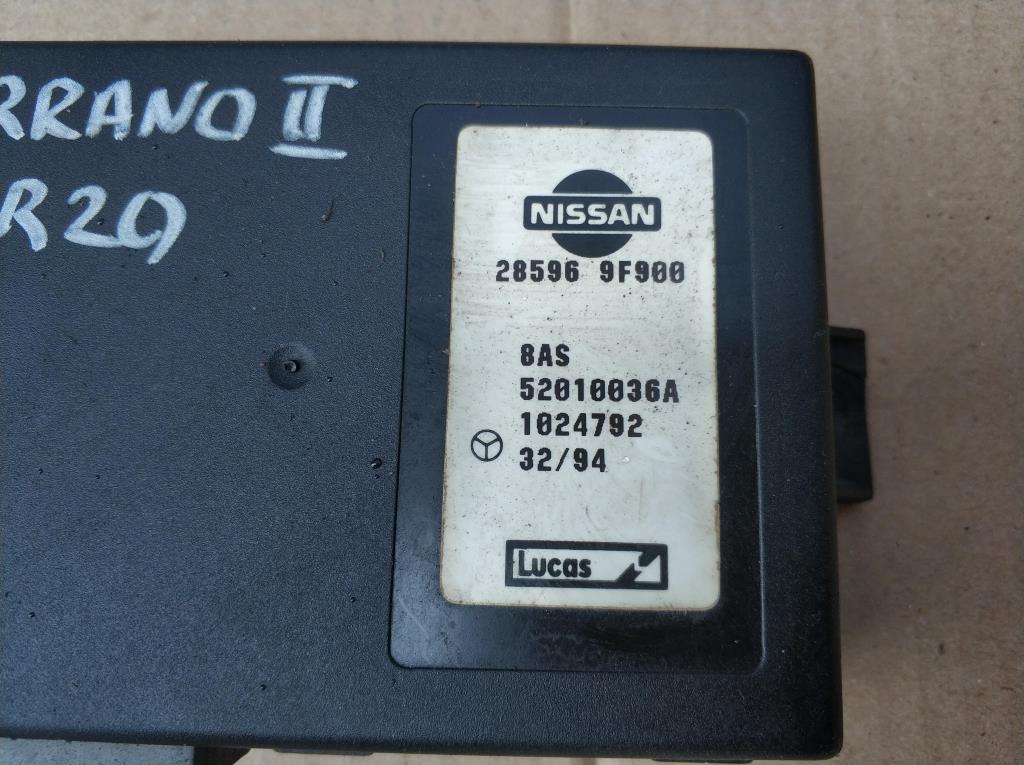 RRANO II
R20
NISSAN
28596 9F900
8AS
52010036A
1024792
32/94
Lucas